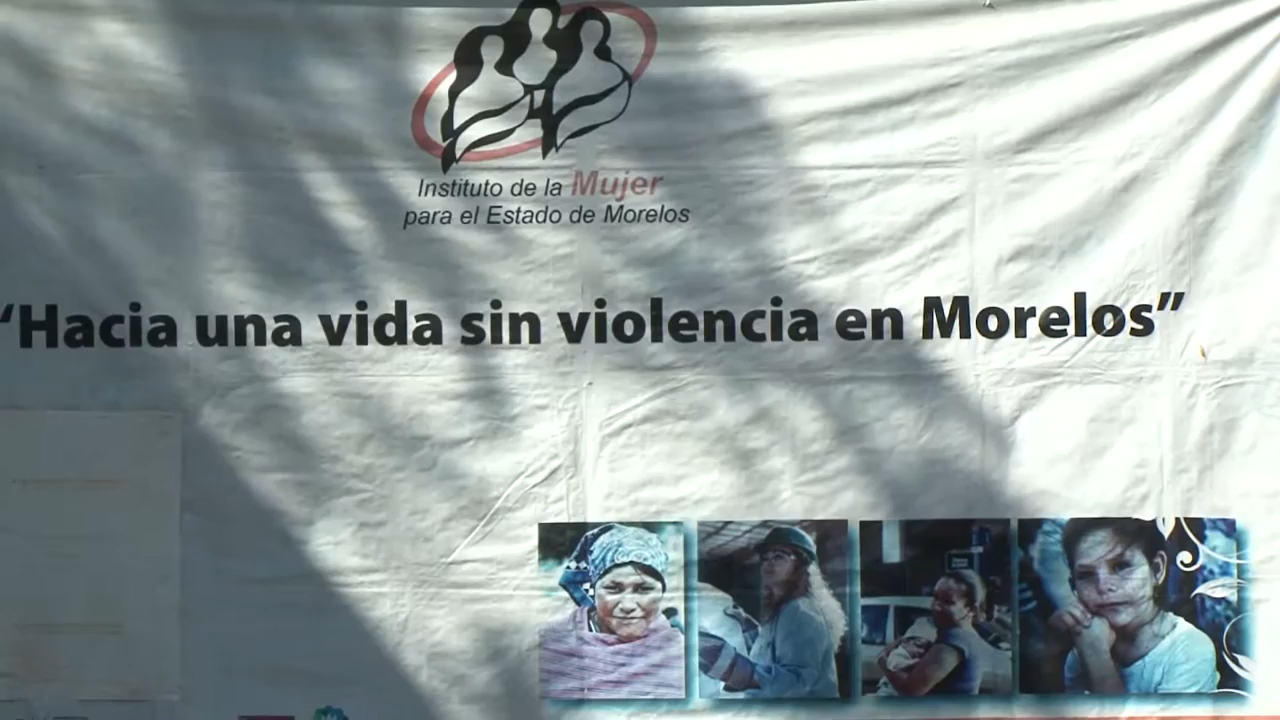 Instituto de la Mujer
para el Estado de Morelos
“Hacia una vida sin violencia en Morelos”